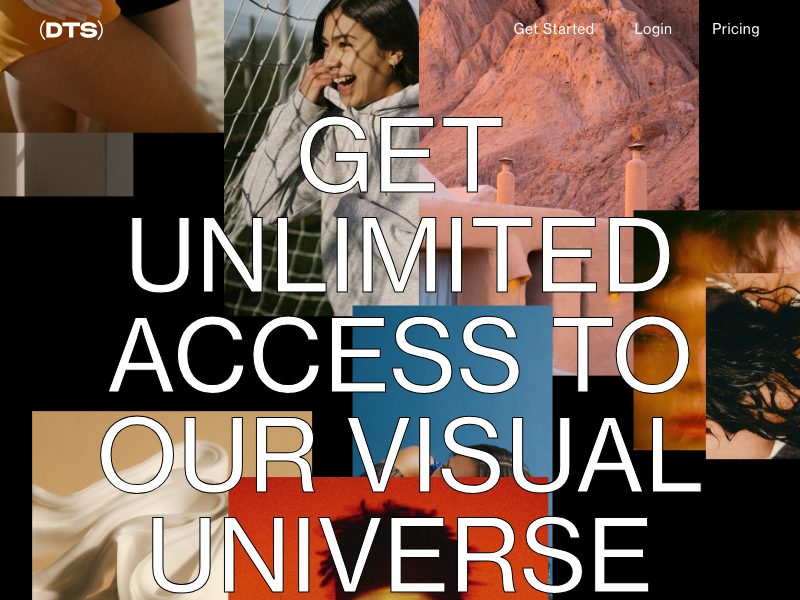 (DTS)
Get Started
Login
Pricing
GET
UNLIMITED
ACCESS TO
OUR VISUAL
UNIVERSE